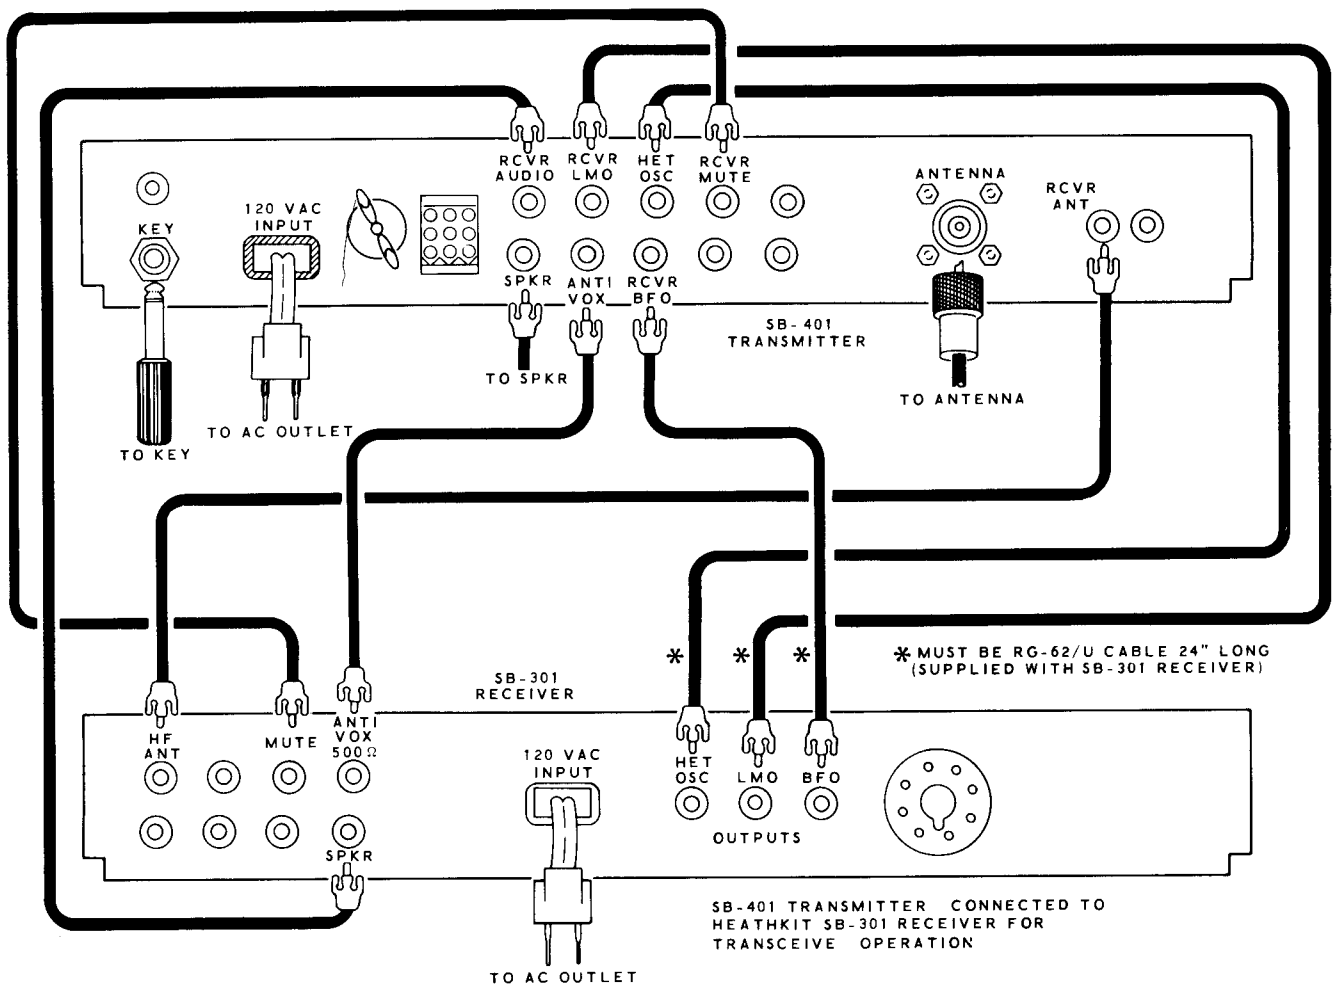 RCVR AUDIO
RCVR LMO
HET OSC
RCVR MUTE
ANTENNA
RCVR ANT
KEY
120 VAC INPUT
SPKR
ANTI VOX
RCVR BFO
SB-401
TRANSMITTER
TO SPKR
TO ANTENNA
TO AC OUTLET
TO KEY
* MUST BE RG-62/U CABLE 24" LONG
(SUPPLIED WITH SB-301 RECEIVER)
*
*
*
SB-301
RECEIVER
HF ANT
MUTE
ANTI VOX 500Ω
120 VAC INPUT
HET OSC
LMO
BFO
OUTPUTS
SPKR
SB-401 TRANSMITTER CONNECTED TO
HEATHKIT SB-301 RECEIVER FOR
TRANSCEIVE OPERATION
TO AC OUTLET